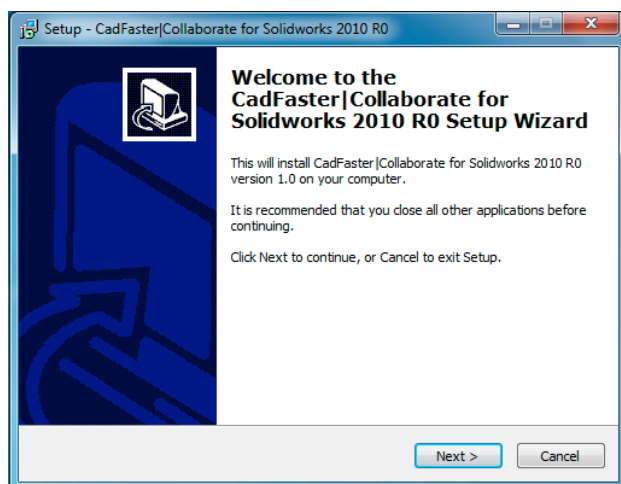 Setup - CadFaster|Collaborate for Solidworks 2010 R0
Welcome to the
CadFaster|Collaborate for
Solidworks 2010 R0 Setup Wizard
This will install CadFaster|Collaborate for Solidworks 2010 R0
version 1.0 on your computer.
It is recommended that you close all other applications before
continuing.
Click Next to continue, or Cancel to exit Setup.
Next >
Cancel